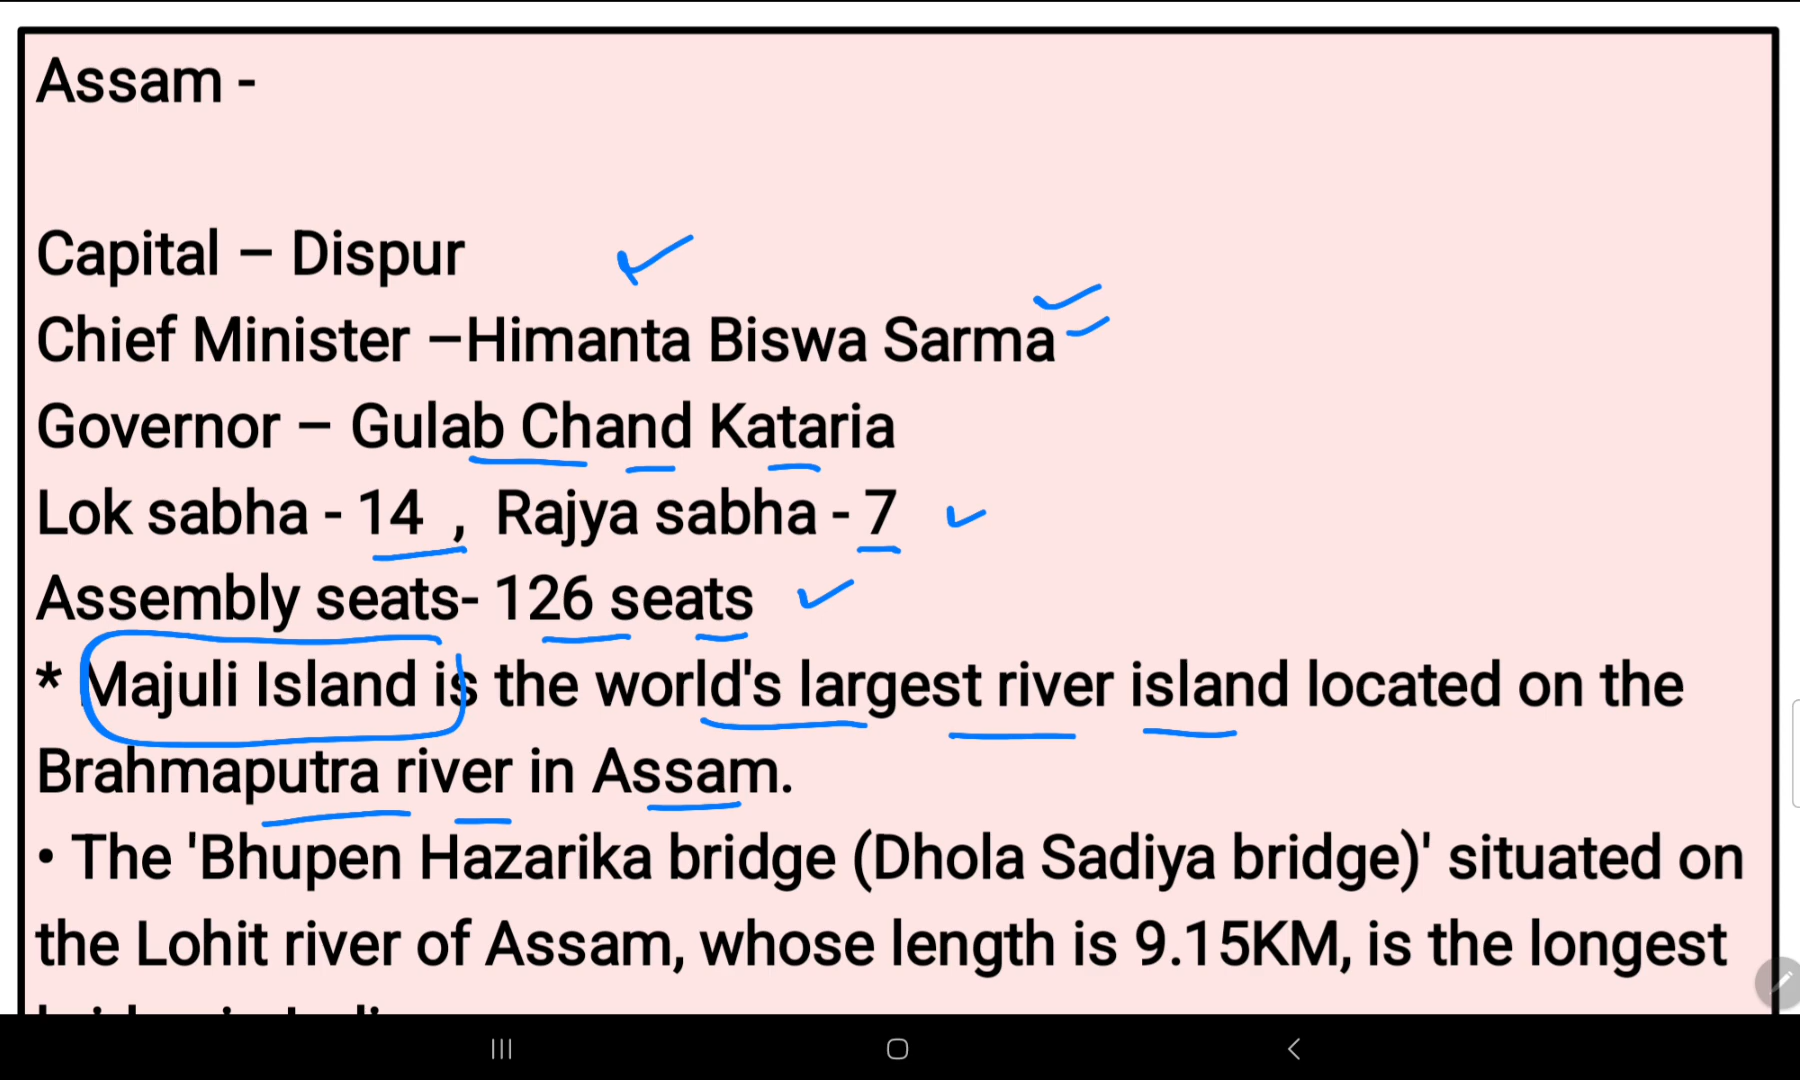 Assam -
Capital – Dispur
Chief Minister –Himanta Biswa Sarma
Governor – Gulab Chand Kataria
Lok sabha - 14 , Rajya sabha - 7
Assembly seats- 126 seats
* Majuli Island is the world's largest river island located on the
Brahmaputra river in Assam.
• The 'Bhupen Hazarika bridge (Dhola Sadiya bridge)' situated on
the Lohit river of Assam, whose length is 9.15KM, is the longest